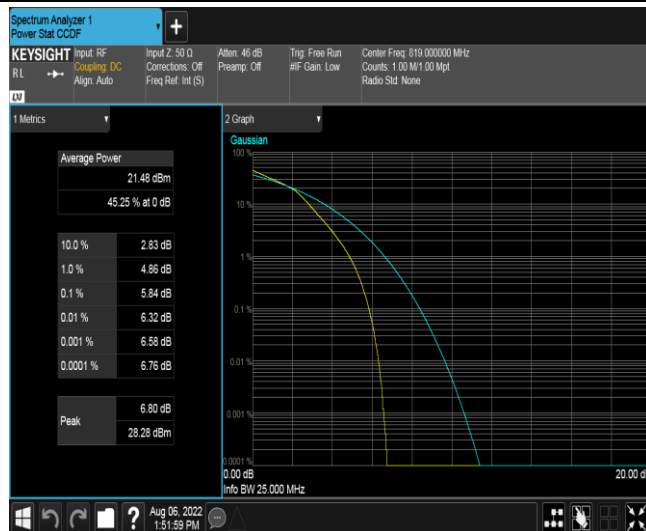 Spectrum Analyzer 1
Power Stat CCDF
+
KEYSIGHT
RL
LXI
Input: RF
Coupling: DC
Align: Auto
Input Z: 50 Ω
Corrections: Off
Freq Ref: Int (S)
Atten: 46 dB
Preamp: Off
Trig: Free Run
#IF Gain: Low
Center Freq: 819.000000 MHz
Counts: 1.00 M/1.00 Mpt
Radio Std: None
1 Metrics
Average Power
21.48 dBm
45.25 % at 0 dB
10.0 % 2.83 dB
1.0 % 4.86 dB
0.1 % 5.84 dB
0.01 % 6.32 dB
0.001 % 6.58 dB
0.0001 % 6.76 dB
Peak
6.80 dB
28.28 dBm
2 Graph
Gaussian
100 %
10 %
1 %
0.1 %
0.01 %
0.001 %
0.0001 %
0.00 dB
20.00 d
Info BW 25.000 MHz
?
Aug 06, 2022
1:51:59 PM